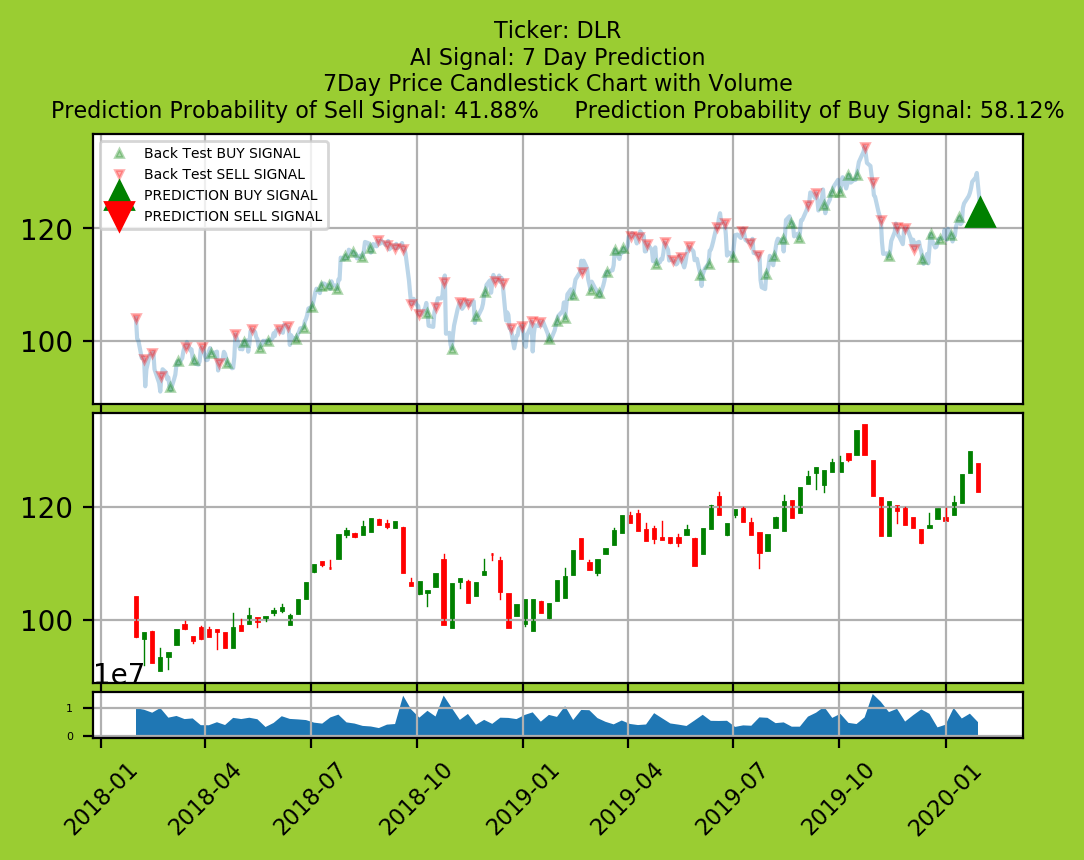 Ticker: DLR
AI Signal: 7 Day Prediction
7Day Price Candlestick Chart with Volume
Prediction Probability of Sell Signal: 41.88% Prediction Probability of Buy Signal: 58.12%
Back Test BUY SIGNAL
Back Test SELL SIGNAL
PREDICTION BUY SIGNAL
PREDICTION SELL SIGNAL
120
100
120
100
1e7
1
0
2018-01 2018-04 2018-07 2018-10 2019-01 2019-04 2019-07 2019-10 2020-01